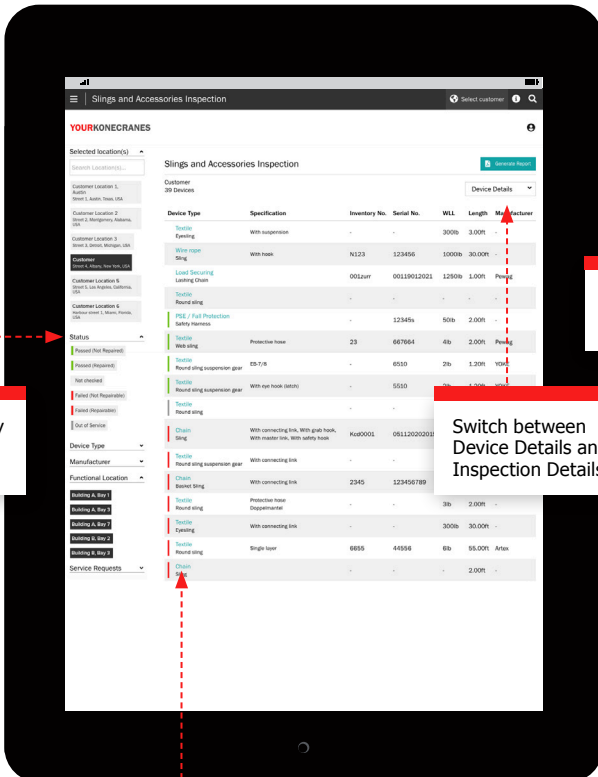 Slings and Accessories Inspection
Select customer
YOURKONECRANES
Selected location(s)
Search Location(s)...
Customer Location 1,
Austin
Street 1, Austin, Texas, USA
Customer Location 2
Street 2, Montgomery, Alabama,
USA
Customer Location 3
Street 3, Detroit, Michigan, USA
Customer
Street 4, Albany, New York, USA
Customer Location 5
Street 5, Los Angeles, California,
USA
Customer Location 6
Harbour street 1, Miami, Florida,
USA
Status
Passed (Not Repaired)
Passed (Repaired)
Not checked
Failed (Not Repairable)
Failed (Repairable)
Out of Service
Device Type
Manufacturer
Functional Location
Building A, Bay 1
Building A, Bay 3
Building A, Bay 7
Building B, Bay 2
Building B, Bay 3
Service Requests
Slings and Accessories Inspection
Generate Report
Customer
39 Devices
Device Details
Device Type Specification Inventory No. Serial No. WLL Length Manufacturer
Textile
Eyesling With suspension - - 300lb 3.00ft -
Wire rope
Sling With hook N123 123456 1000lb 30.00ft -
Load Securing
Lashing Chain 001zurr 00119012021 1250lb 1.00ft Pewag
Textile
Round sling - - - - -
PSE / Fall Protection
Safety Harness - 12345s 50lb 2.00ft -
Textile
Web sling Protective hose 23 667664 4lb 2.00ft Pewag
Textile
Round sling suspension gear EB-7/8 - 6510 2lb 1.20ft YOKE
Textile
Round sling suspension gear With eye hook (latch) - 5510 2lb 1.20ft YOKE
Textile
Round sling
Chain
Sling With connecting link, With grab hook,
With master link, With safety hook Kcd0001
Textile
Round sling suspension gear With connecting link -
Chain
Basket Sling With connecting link 2345 123456789
Textile
Round sling Protective hose
Doppelmantel - - 3lb 2.00ft -
Textile
Eyesling With connecting link - - 300lb 30.00ft -
Textile
Round sling Single layer 6655 44556 6lb 55.00ft Artex
Chain
Sling - - - 2.00ft -
Switch between
Device Details an
Inspection Details
y